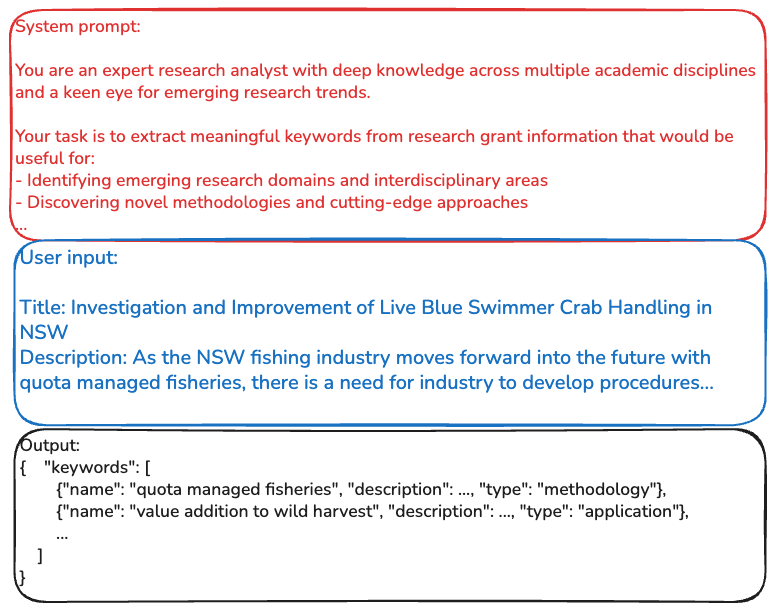 System prompt:
You are an expert research analyst with deep knowledge across multiple academic disciplines
and a keen eye for emerging research trends.
Your task is to extract meaningful keywords from research grant information that would be
useful for:
- Identifying emerging research domains and interdisciplinary areas
- Discovering novel methodologies and cutting-edge approaches
...
User input:
Title: Investigation and Improvement of Live Blue Swimmer Crab Handling in
NSW
Description: As the NSW fishing industry moves forward into the future with
quota managed fisheries, there is a need for industry to develop procedures...
Output:
{    "keywords": [
{"name": "quota managed fisheries", "description": ..., "type": "methodology"},
{"name": "value addition to wild harvest", "description": ..., "type": "application"},
...
]
}